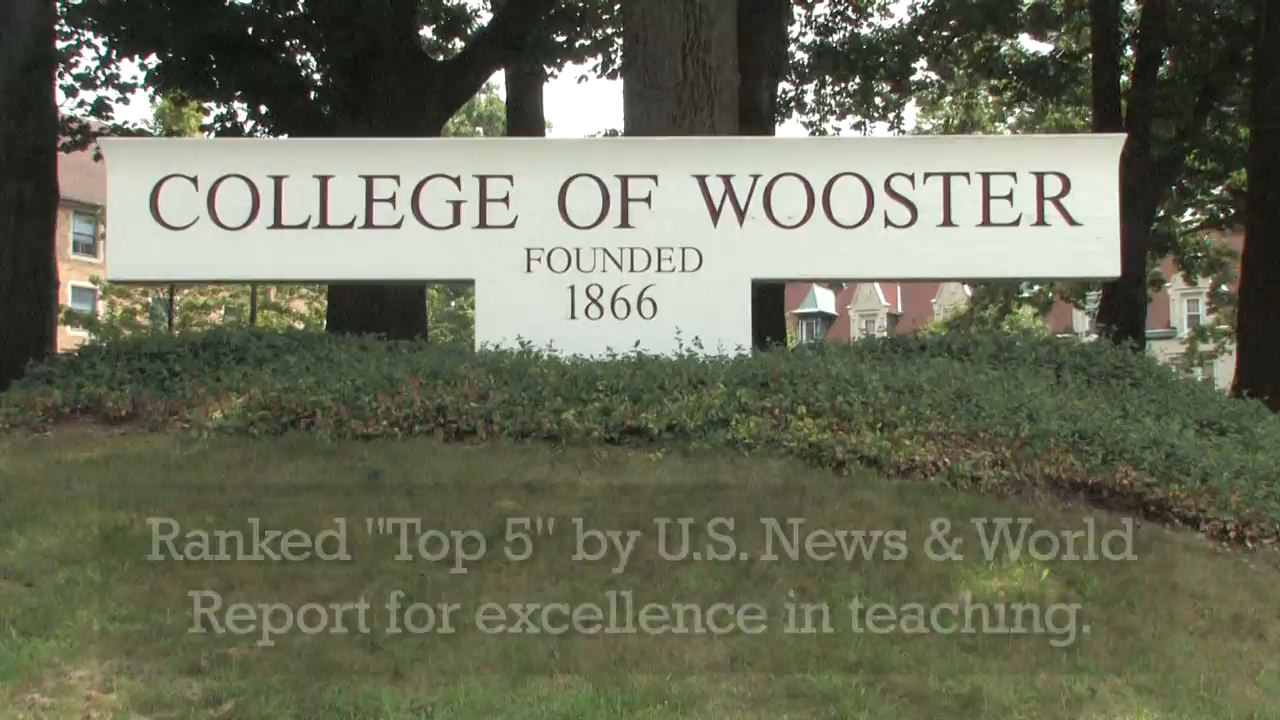 COLLEGE OF WOOSTER
FOUNDED
1866
Ranked "Top 5" by U.S. News & World
Report for excellence in teaching.